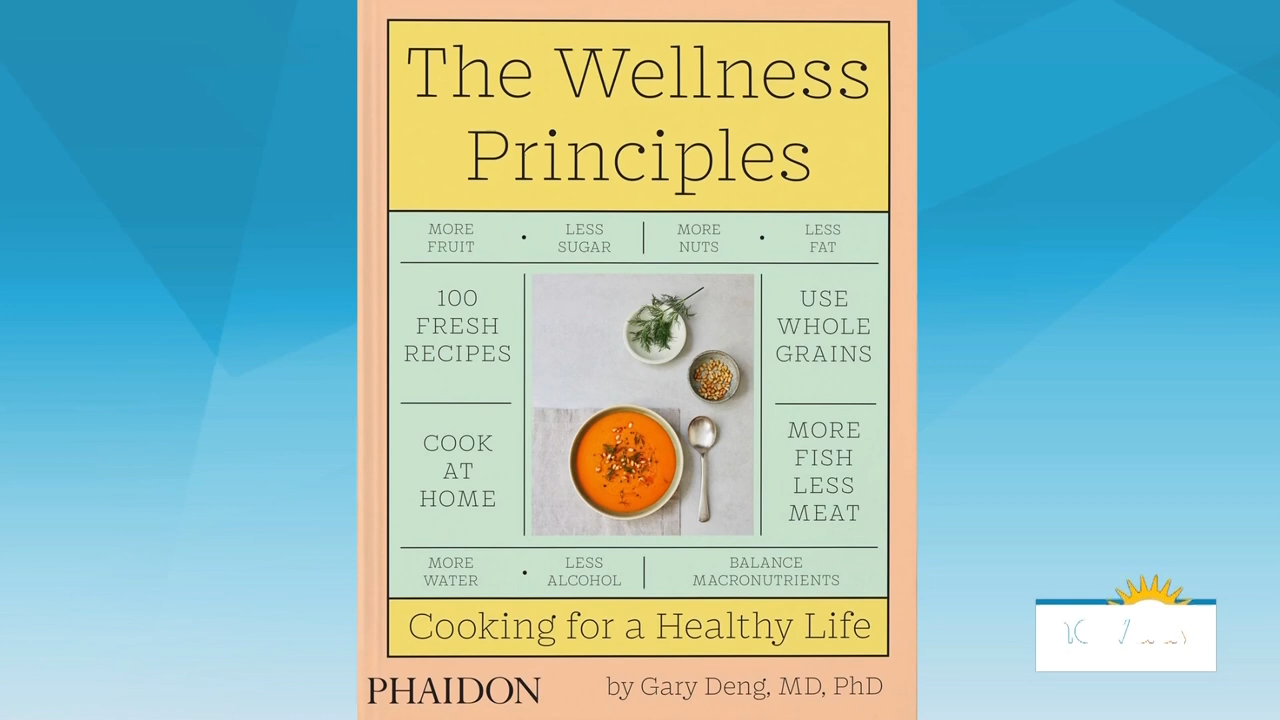 The Wellness
Principles
MORE FRUIT • LESS SUGAR MORE NUTS • LESS FAT
100
FRESH
RECIPES
USE
WHOLE
GRAINS
COOK
AT
HOME
MORE
FISH
LESS
MEAT
MORE WATER • LESS ALCOHOL BALANCE MACRONUTRIENTS
Cooking for a Healthy Life
PHAIDON by Gary Deng, MD, PhD